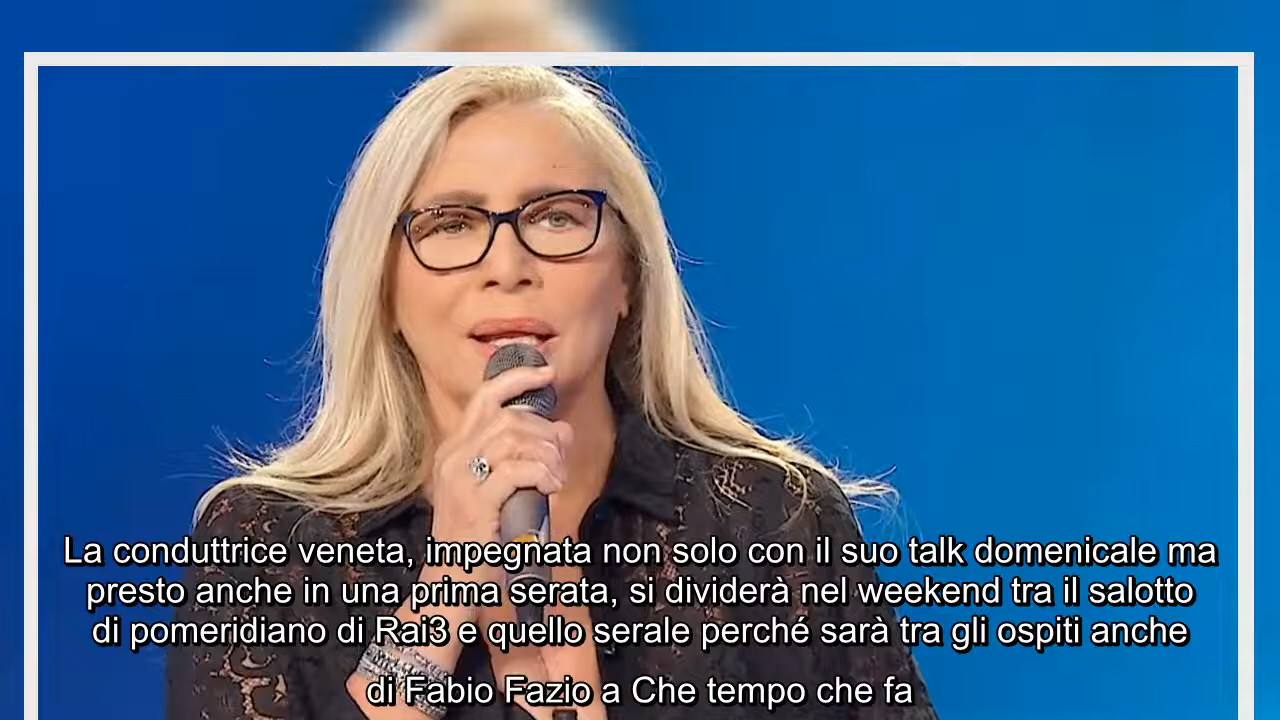 La conduttrice veneta, impegnata non solo con il suo talk domenicale ma
presto anche in una prima serata, si dividerà nel weekend tra il salotto
di pomeridiano di Rai3 e quello serale perché sarà tra gli ospiti anche
di Fabio Fazio a Che tempo che fa